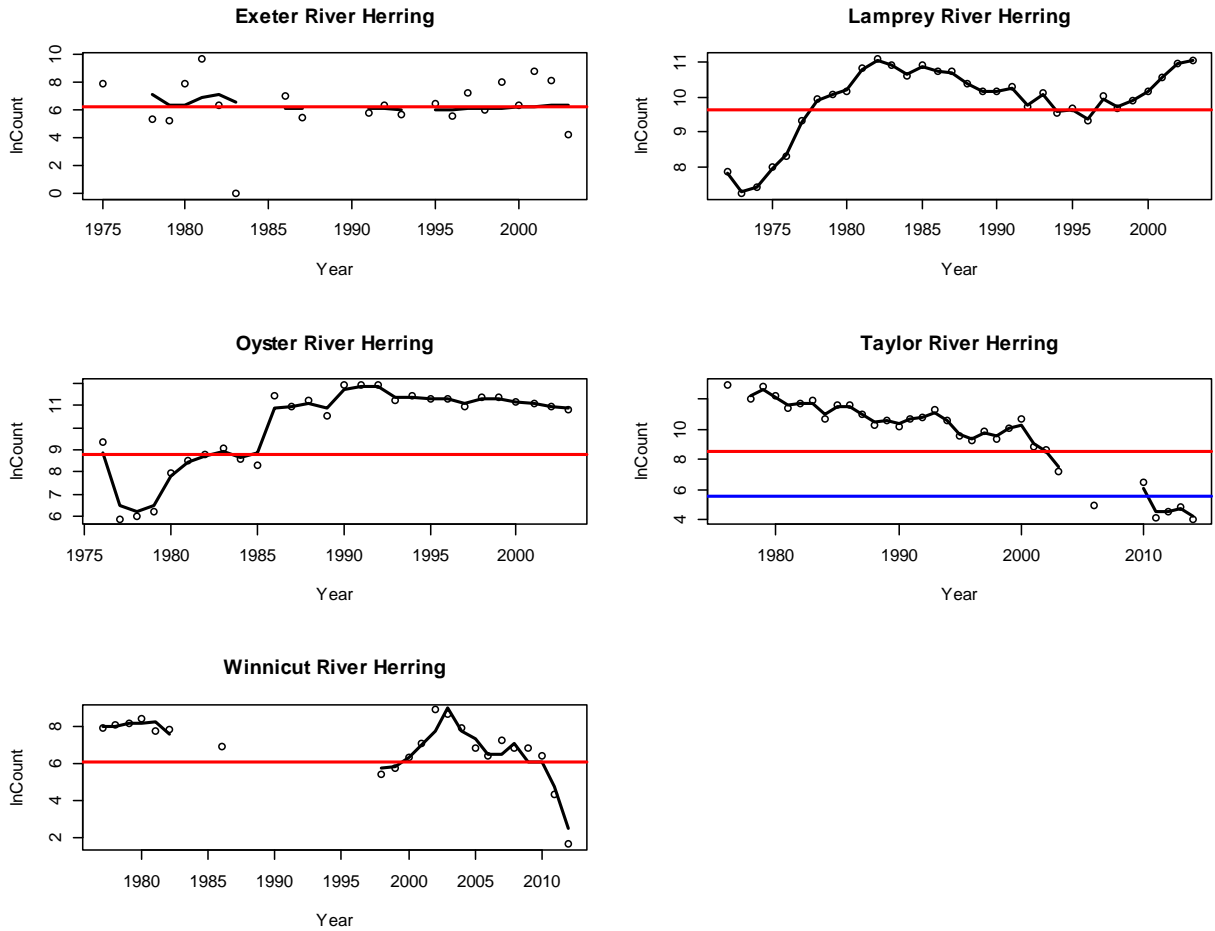 Exeter River Herring
lnCount
0 2 4 6 8 10
1975 1980 1985 1990 1995 2000
Year
Lamprey River Herring
lnCount
8 9 10 11
1975 1980 1985 1990 1995 2000
Year
Oyster River Herring
lnCount
6 7 8 9 11
1975 1980 1985 1990 1995 2000
Year
Taylor River Herring
lnCount
4 6 8 10
1980 1990 2000 2010
Year
Winnicut River Herring
lnCount
2 4 6 8
1980 1985 1990 1995 2000 2005 2010
Year